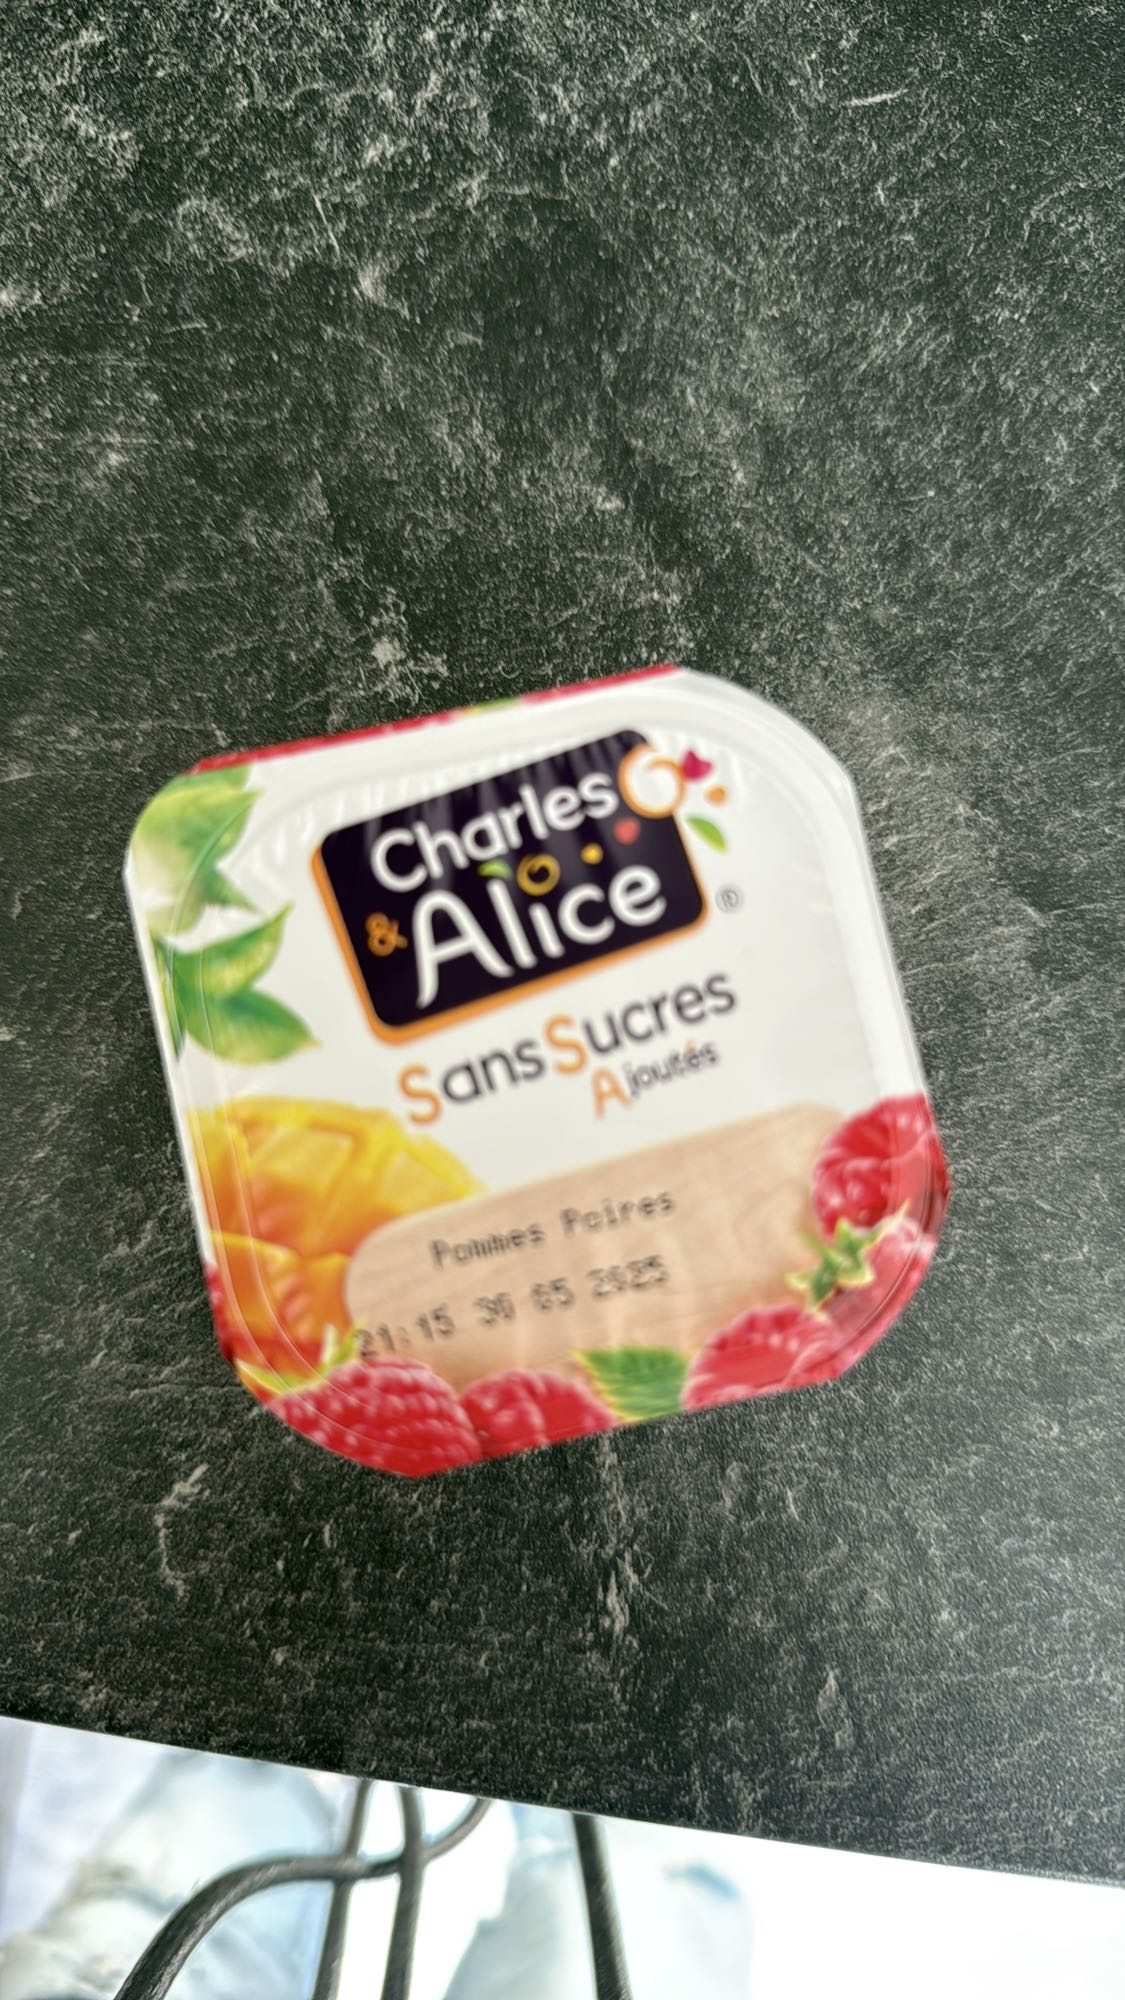 Charles
& Alice
®
Sans Sucres
Ajoutés
Pommes Poires
21:15 30 05 2025